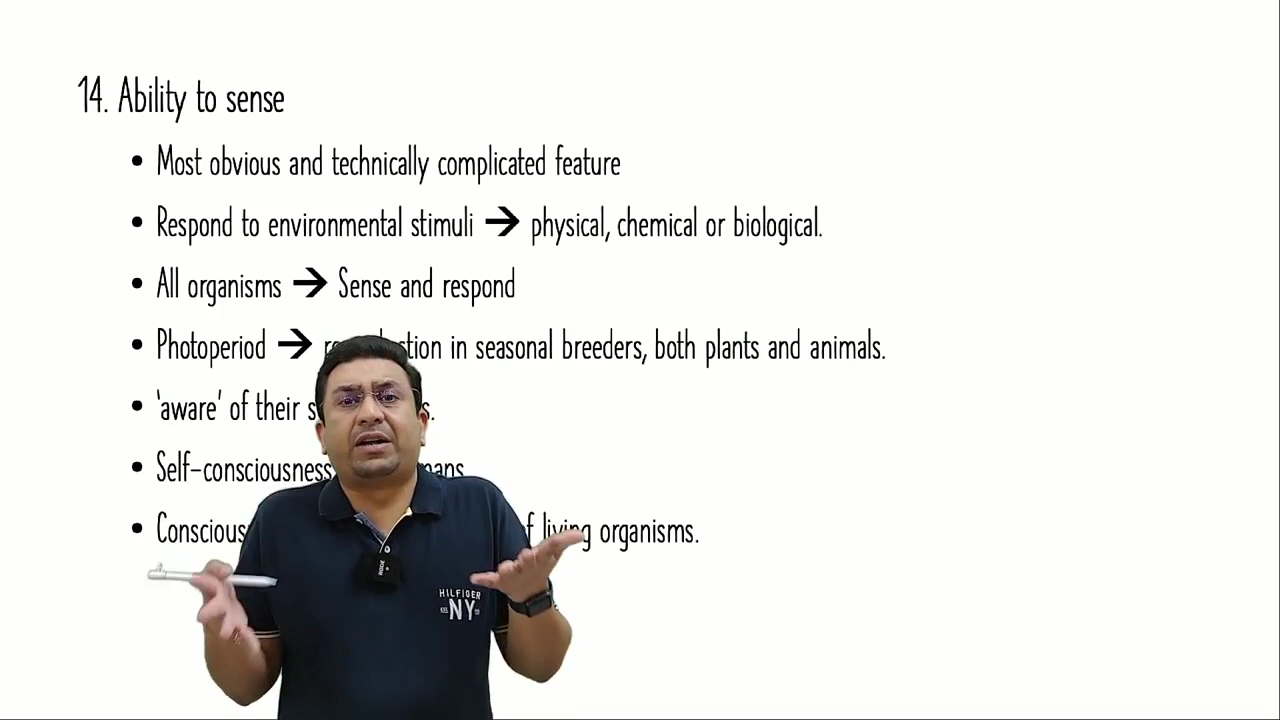 14. Ability to sense
• Most obvious and technically complicated feature
• Respond to environmental stimuli → physical, chemical or biological.
• All organisms → Sense and respond
• Photoperiod → in seasonal breeders, both plants and animals.
• ‘aware’ of their
• Self-consciousness
• of living organisms.
RODE
HILFIGER
NY